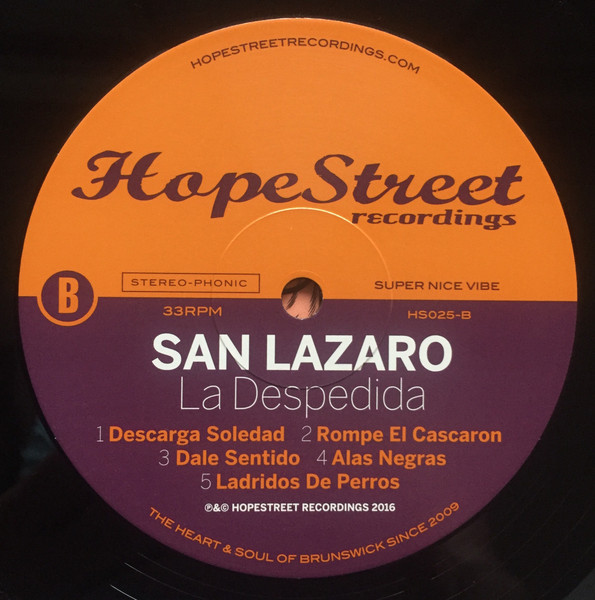 HOPESTREETRECORDINGS.COM
HopeStreet
recordings
B
STEREO-PHONIC
SUPER NICE VIBE
33RPM
HS025-B
SAN LAZARO
La Despedida
1 Descarga Soledad 2 Rompe El Cascaron
3 Dale Sentido 4 Alas Negras
5 Ladridos De Perros
℗&© HOPESTREET RECORDINGS 2016
THE HEART & SOUL OF BRUNSWICK SINCE 2009